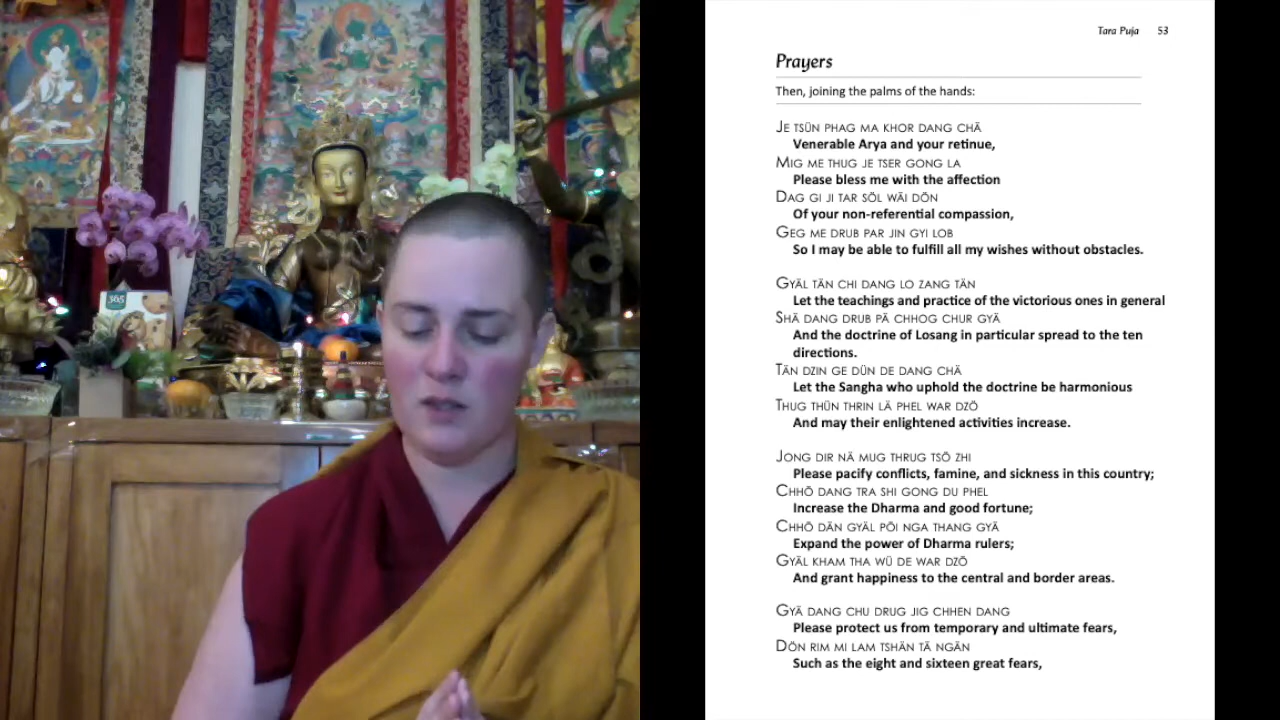 365
Tara Puja 53
Prayers
Then, joining the palms of the hands:
JE TSÜN PHAG MA KHOR DANG CHÄ
Venerable Arya and your retinue,
MIG ME THUG JE TSER GONG LA
Please bless me with the affection
DAG GI JI TAR SÖL WÄI DÖN
Of your non-referential compassion,
GEG ME DRUB PAR JIN GYI LOB
So I may be able to fulfill all my wishes without obstacles.
GYÄL TÄN CHI DANG LO ZANG TÄN
Let the teachings and practice of the victorious ones in general
SHÄ DANG DRUB PÄ CHHOG CHUR GYÄ
And the doctrine of Losang in particular spread to the ten
directions.
TÄN DZIN GE DÜN DE DANG CHÄ
Let the Sangha who uphold the doctrine be harmonious
THUG THÜN THRIN LÄ PHEL WAR DZÖ
And may their enlightened activities increase.
JONG DIR NÄ MUG THRUG TSÖ ZHI
Please pacify conflicts, famine, and sickness in this country;
CHHÖ DANG TRA SHI GONG DU PHEL
Increase the Dharma and good fortune;
CHHÖ DÄN GYÄL PÖI NGA THANG GYÄ
Expand the power of Dharma rulers;
GYÄL KHAM THA WÜ DE WAR DZÖ
And grant happiness to the central and border areas.
GYÄ DANG CHU DRUG JIG CHHEN DANG
Please protect us from temporary and ultimate fears,
DÖN RIM MI LAM TSHÄN TÄ NGÄN
Such as the eight and sixteen great fears,